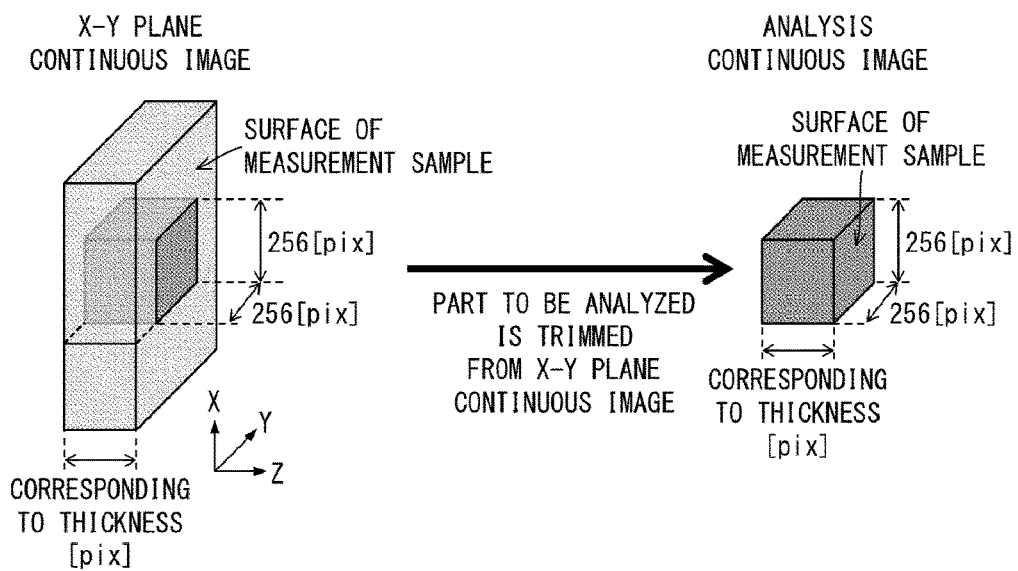 X-Y PLANE
CONTINUOUS IMAGE
SURFACE OF
MEASUREMENT SAMPLE
256[pix]
256[pix]
X
Y
Z
CORRESPONDING
TO THICKNESS
[pix]
PART TO BE ANALYZED
IS TRIMMED
FROM X-Y PLANE
CONTINUOUS IMAGE
ANALYSIS
CONTINUOUS IMAGE
SURFACE OF
MEASUREMENT SAMPLE
256[pix]
256[pix]
CORRESPONDING
TO THICKNESS
[pix]